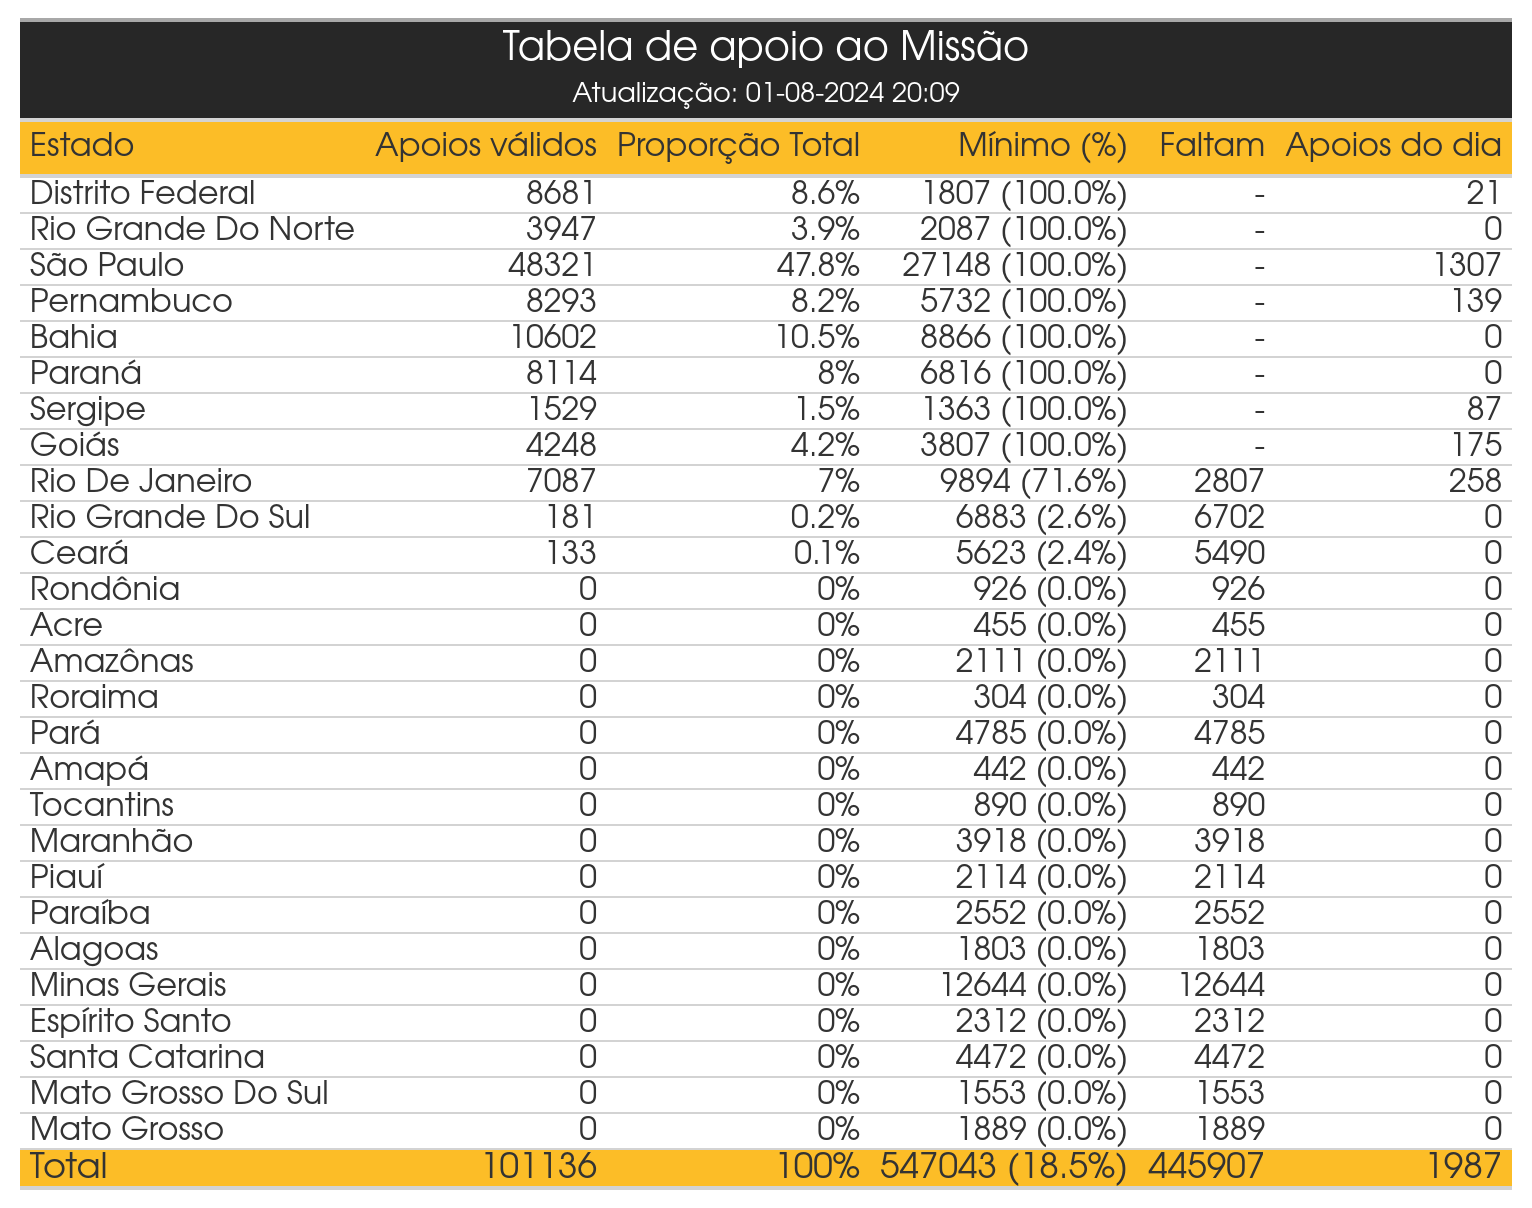 Tabela de apoio ao Missão
Atualização: 01-08-2024 20:09
Estado Apoios válidos Proporção Total Mínimo (%) Faltam Apoios do dia
Distrito Federal 8681 8.6% 1807 (100.0%) - 21
Rio Grande Do Norte 3947 3.9% 2087 (100.0%) - 0
São Paulo 48321 47.8% 27148 (100.0%) - 1307
Pernambuco 8293 8.2% 5732 (100.0%) - 139
Bahia 10602 10.5% 8866 (100.0%) - 0
Paraná 8114 8% 6816 (100.0%) - 0
Sergipe 1529 1.5% 1363 (100.0%) - 87
Goiás 4248 4.2% 3807 (100.0%) - 175
Rio De Janeiro 7087 7% 9894 (71.6%) 2807 258
Rio Grande Do Sul 181 0.2% 6883 (2.6%) 6702 0
Ceará 133 0.1% 5623 (2.4%) 5490 0
Rondônia 0 0% 926 (0.0%) 926 0
Acre 0 0% 455 (0.0%) 455 0
Amazônas 0 0% 2111 (0.0%) 2111 0
Roraima 0 0% 304 (0.0%) 304 0
Pará 0 0% 4785 (0.0%) 4785 0
Amapá 0 0% 442 (0.0%) 442 0
Tocantins 0 0% 890 (0.0%) 890 0
Maranhão 0 0% 3918 (0.0%) 3918 0
Piauí 0 0% 2114 (0.0%) 2114 0
Paraíba 0 0% 2552 (0.0%) 2552 0
Alagoas 0 0% 1803 (0.0%) 1803 0
Minas Gerais 0 0% 12644 (0.0%) 12644 0
Espírito Santo 0 0% 2312 (0.0%) 2312 0
Santa Catarina 0 0% 4472 (0.0%) 4472 0
Mato Grosso Do Sul 0 0% 1553 (0.0%) 1553 0
Mato Grosso 0 0% 1889 (0.0%) 1889 0
Total 101136 100% 547043 (18.5%) 445907 1987